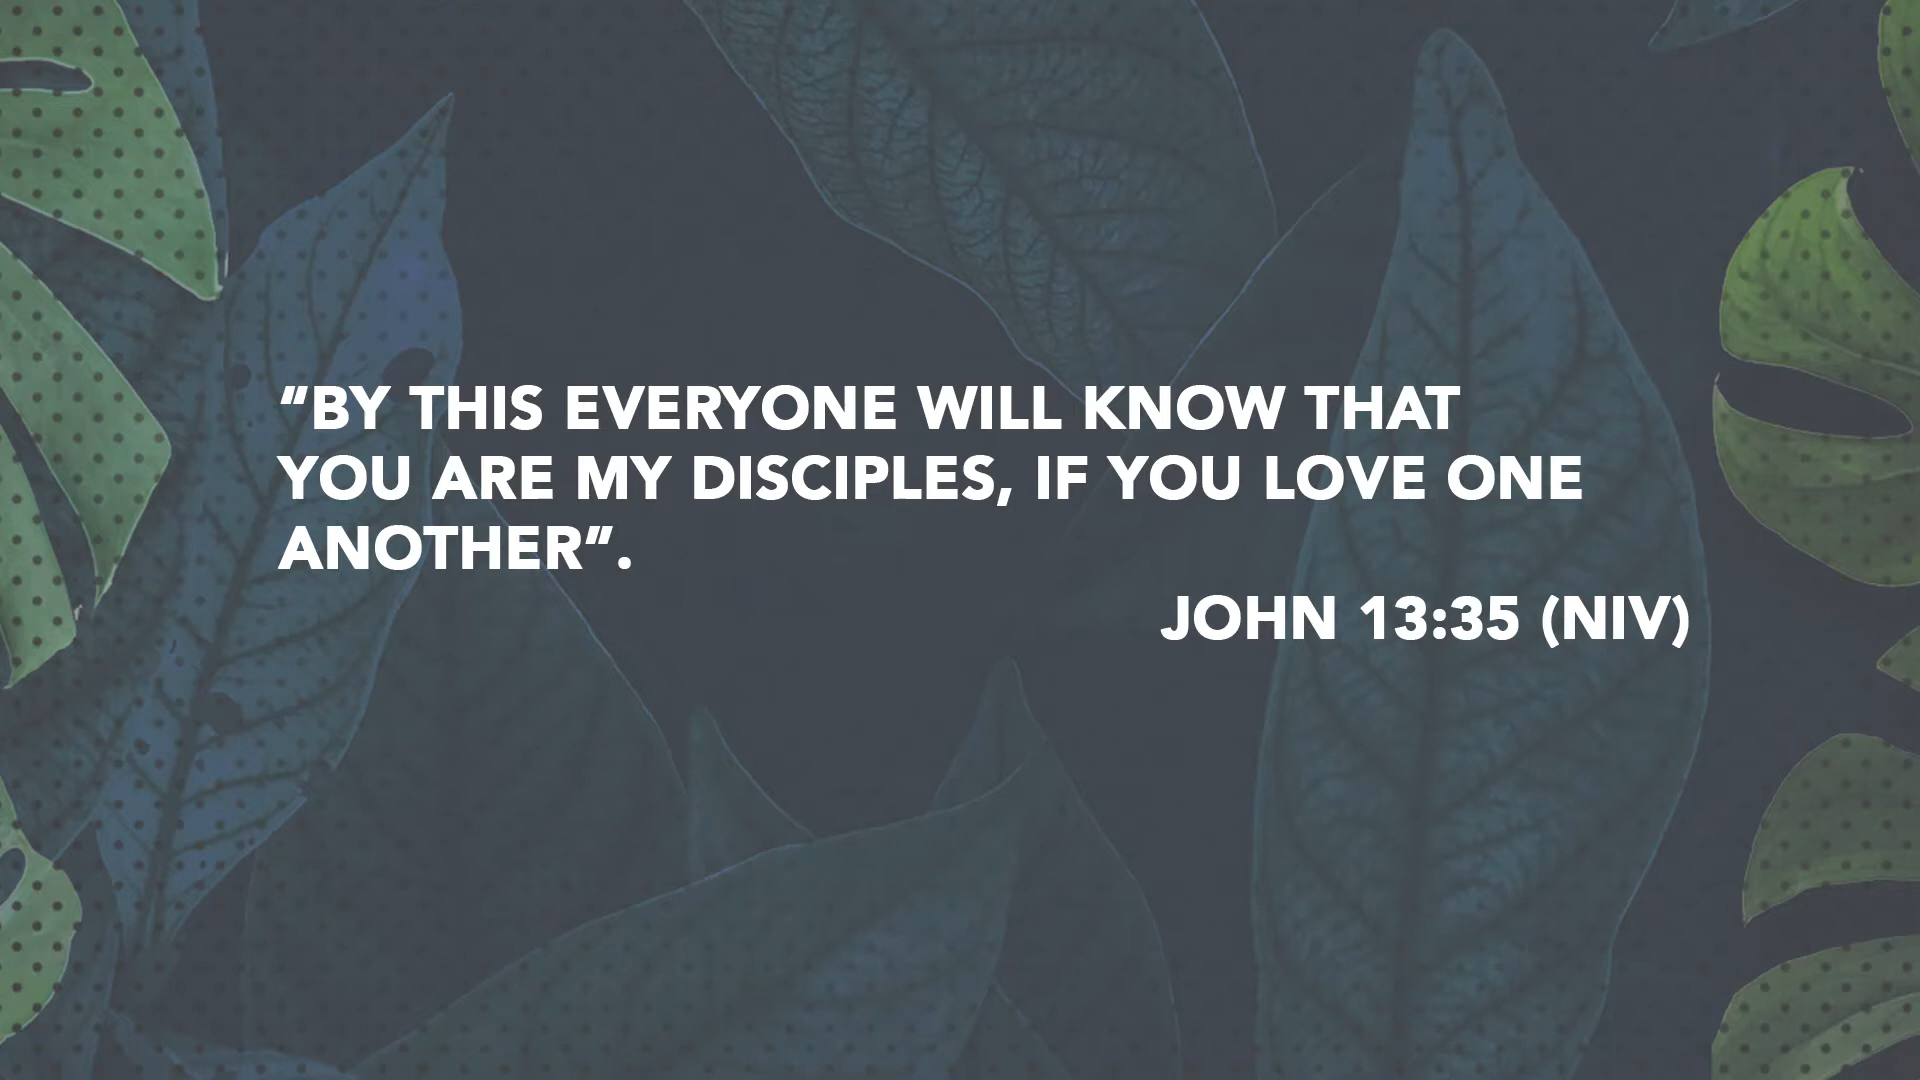 “BY THIS EVERYONE WILL KNOW THAT
YOU ARE MY DISCIPLES, IF YOU LOVE ONE
ANOTHER”.
JOHN 13:35 (NIV)